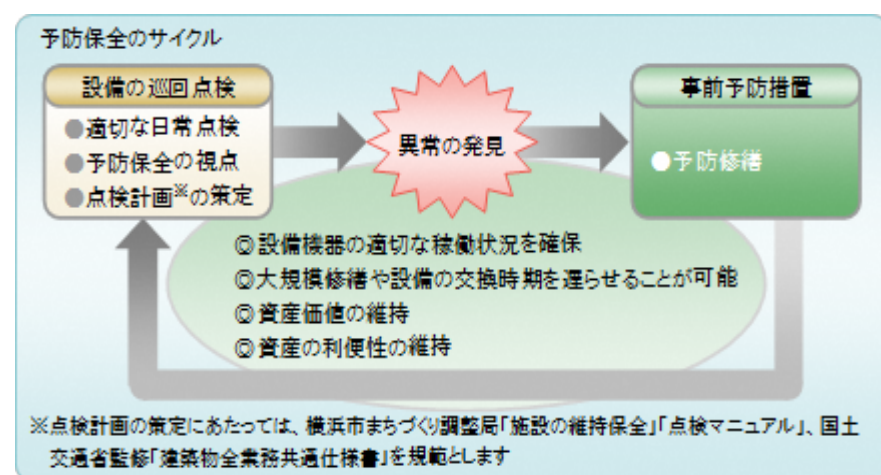 予防保全のサイクル
設備の巡回点検
●適切な日常点検
●予防保全の視点
●点検計画※の策定
異常の発見
事前予防措置
●予防修繕
◎設備機器の適切な稼働状況を確保
◎大規模修繕や設備の交換時期を遅らせることが可能
◎資産価値の維持
◎資産の利便性の維持
※点検計画の策定にあたっては、横浜市まちづくり調整局「施設の維持保全」「点検マニュアル」、国土
交通省監修「建築物全業務共通仕様書」を規範とします